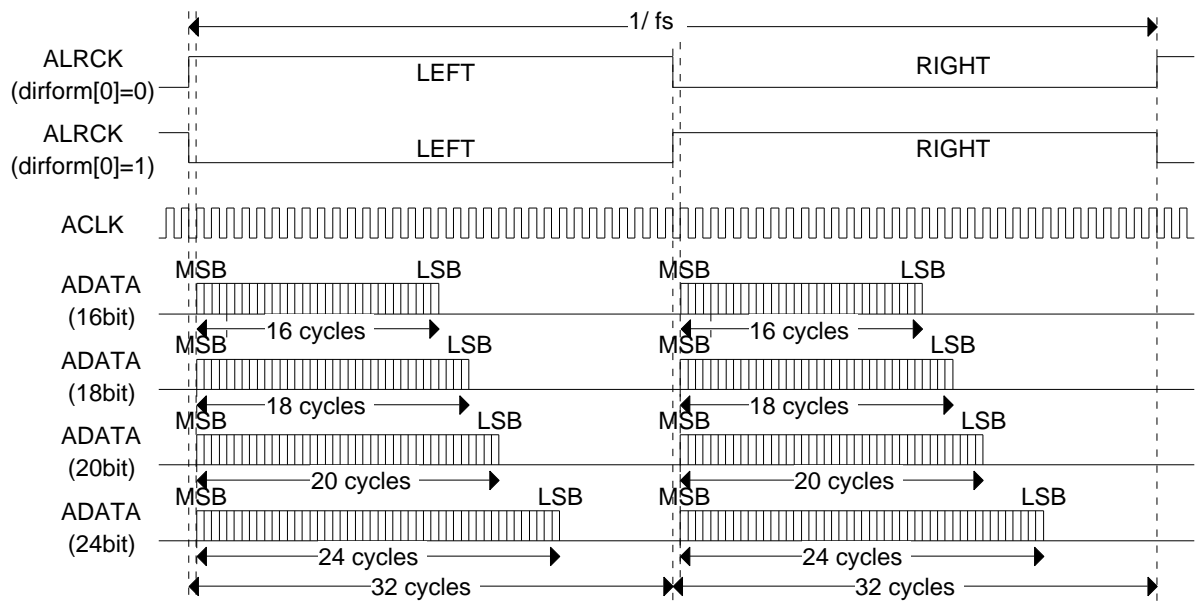 1/ fs
ALRCK
(dirform[0]=0)
LEFT
RIGHT
ALRCK
(dirform[0]=1)
LEFT
RIGHT
ACLK
MSB LSB MSB LSB
ADATA
(16bit)
16 cycles 16 cycles
MSB LSB MSB LSB
ADATA
(18bit)
18 cycles 18 cycles
MSB LSB MSB LSB
ADATA
(20bit)
20 cycles 20 cycles
MSB LSB MSB LSB
ADATA
(24bit)
24 cycles 24 cycles
32 cycles 32 cycles